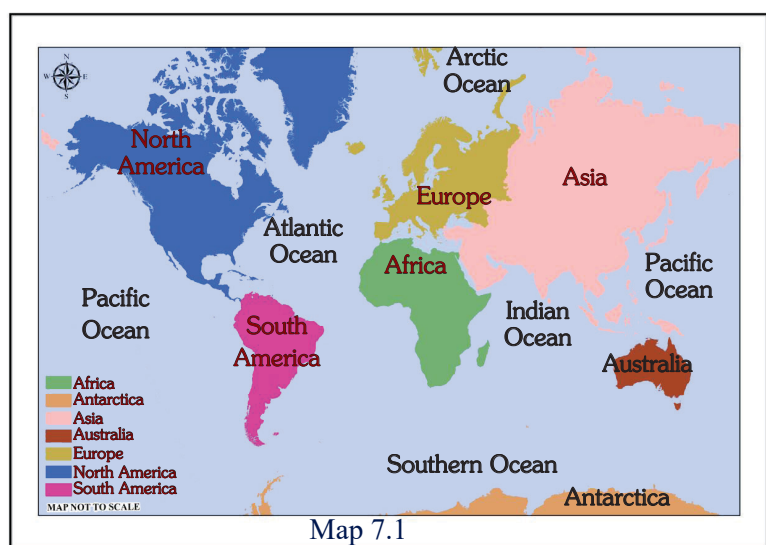 N
W E
S
Arctic
Ocean
North
America
Asia
Europe
Atlantic
Ocean
Africa
Pacific
Ocean
Pacific
Ocean
Indian
Ocean
South
America
Australia
Africa
Antarctica
Asia
Australia
Europe
North America
South America
Southern Ocean
Antarctica
MAP NOT TO SCALE
Map 7.1